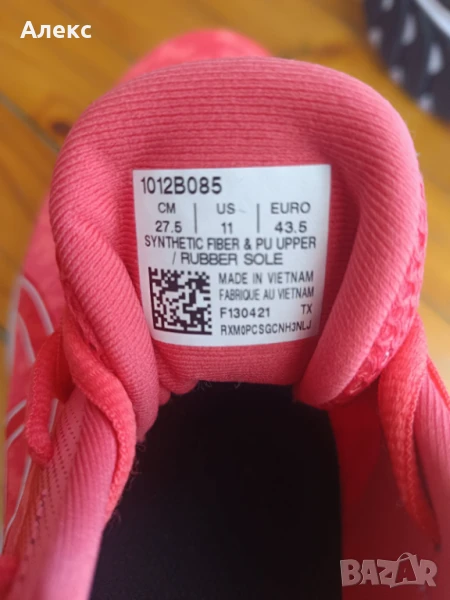 Алекс
1012B085
CM US EURO
27.5 11 43.5
SYNTHETIC FIBER & PU UPPER
/ RUBBER SOLE
MADE IN VIETNAM
FABRIQUE AU VIETNAM
F130421 TX
RXM0PCSGCNH3NLJ
BAZAR